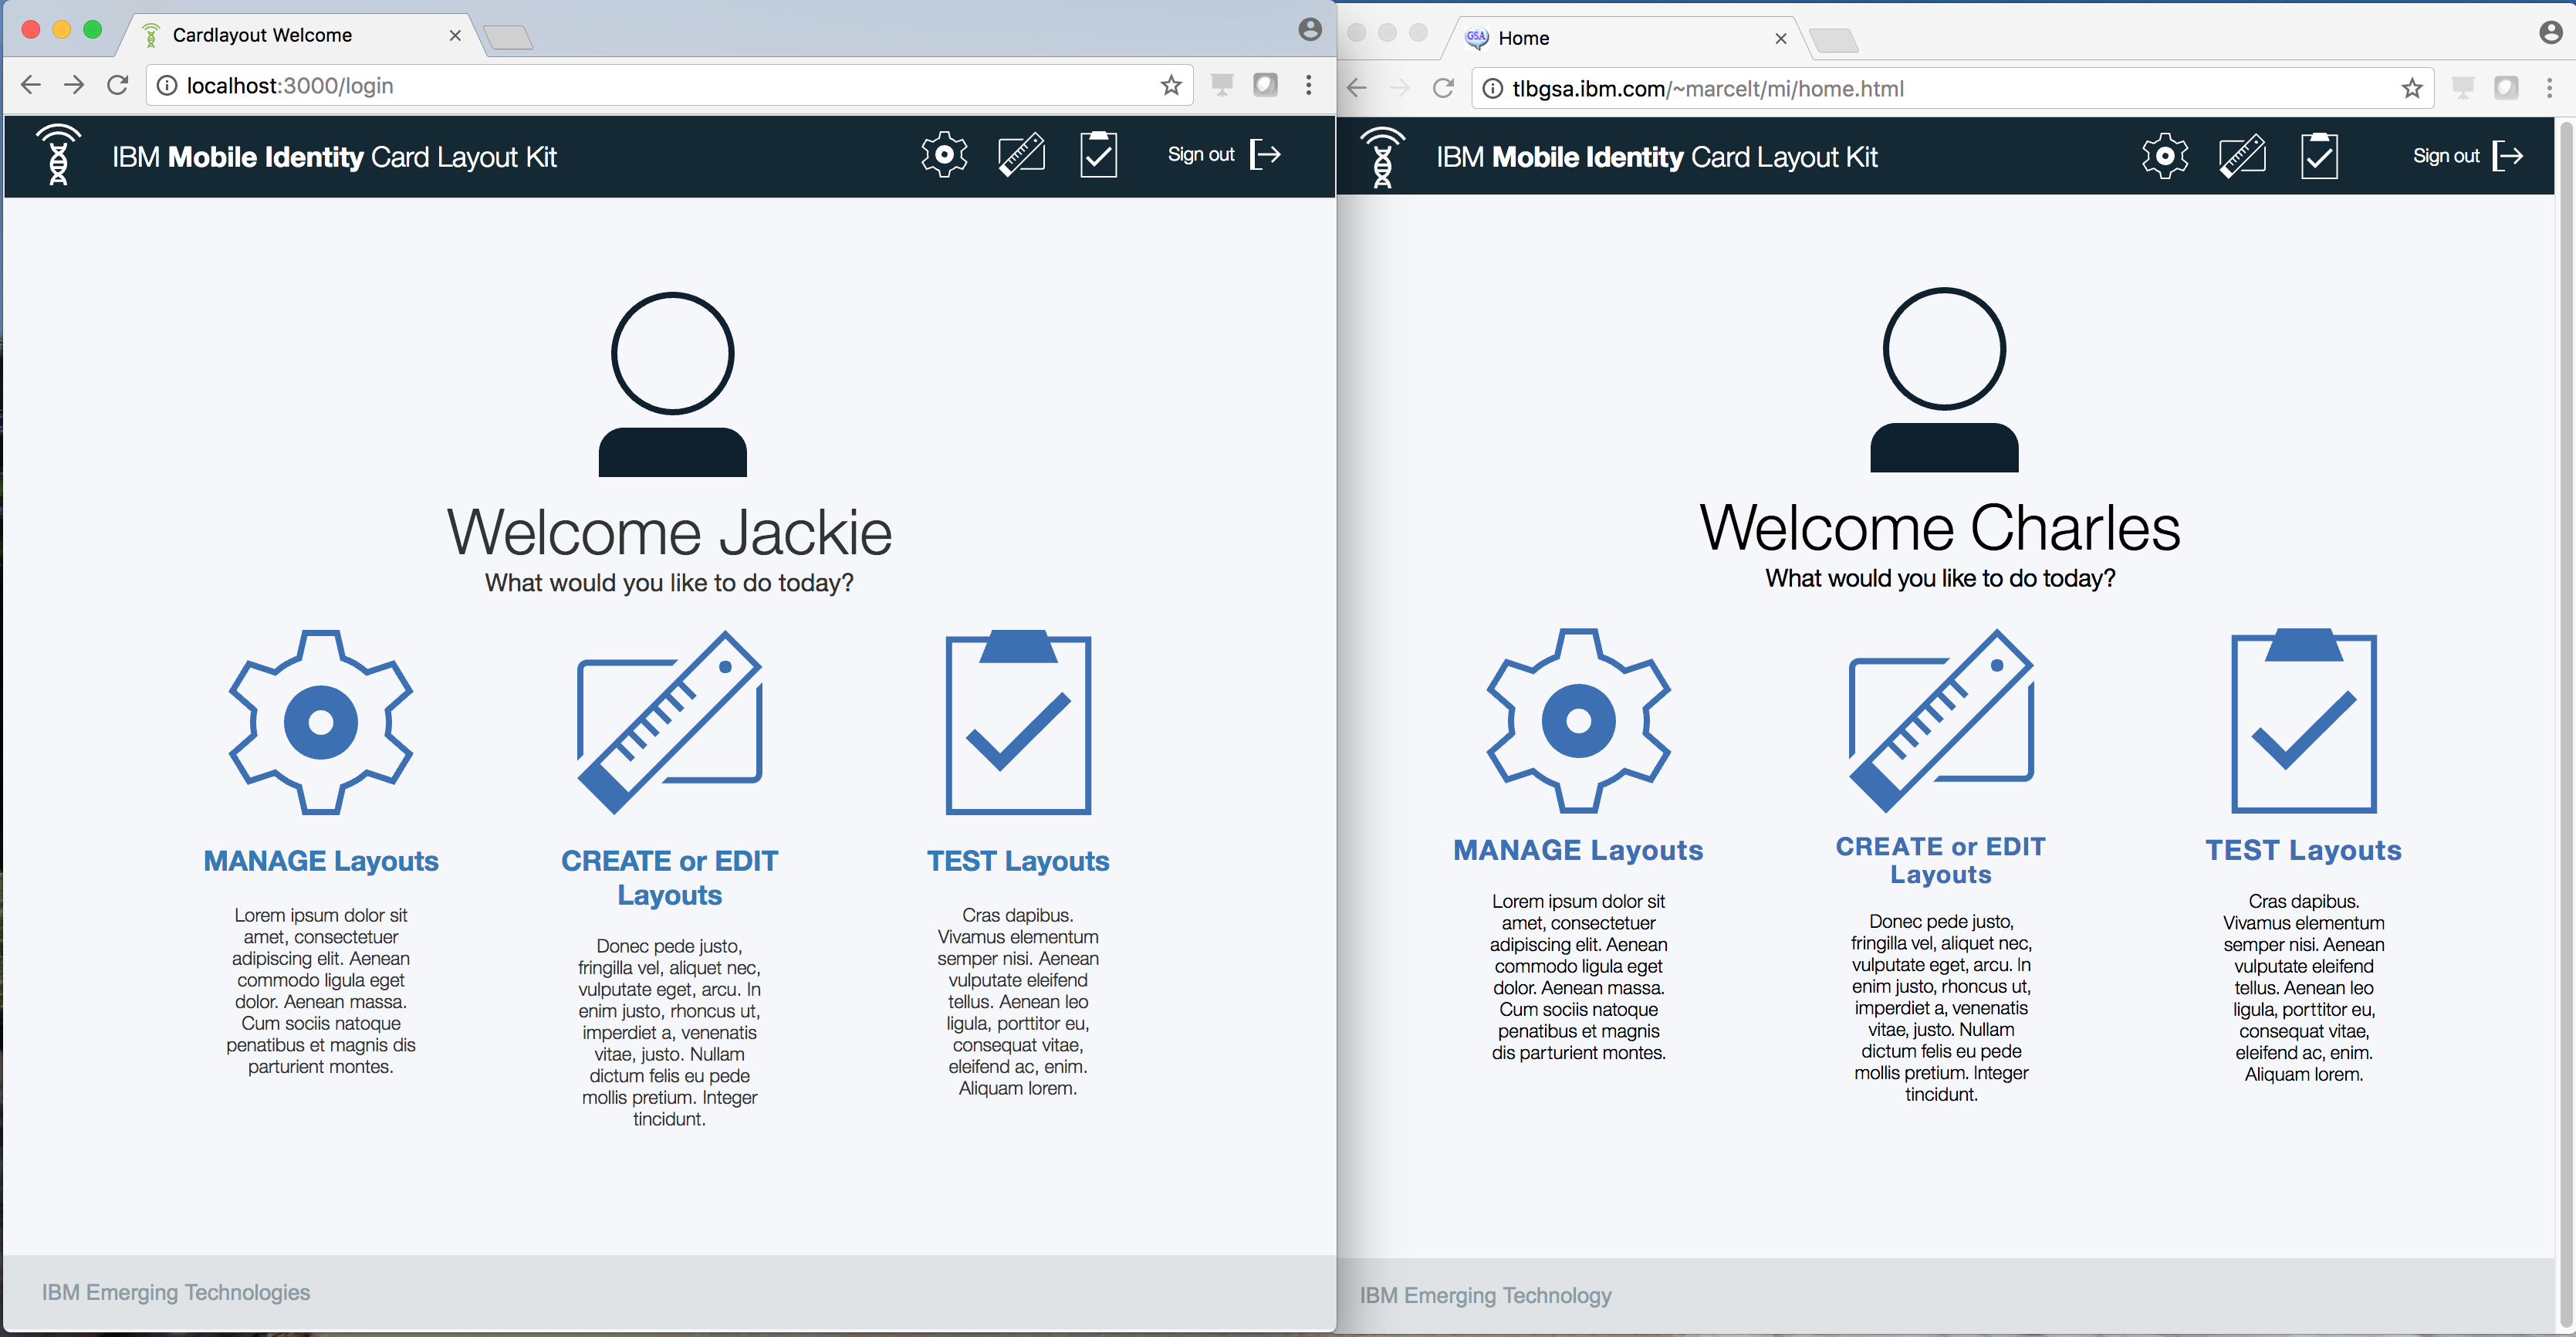 Cardlayout Welcome
localhost:3000/login
IBM Mobile Identity Card Layout Kit
Sign out
Welcome Jackie
What would you like to do today?
MANAGE Layouts
Lorem ipsum dolor sit
amet, consectetuer
adipiscing elit. Aenean
commodo ligula eget
dolor. Aenean massa.
Cum sociis natoque
penatibus et magnis dis
parturient montes.
CREATE or EDIT
Layouts
Donec pede justo,
fringilla vel, aliquet nec,
vulputate eget, arcu. In
enim justo, rhoncus ut,
imperdiet a, venenatis
vitae, justo. Nullam
dictum felis eu pede
mollis pretium. Integer
tincidunt.
TEST Layouts
Cras dapibus.
Vivamus elementum
semper nisi. Aenean
vulputate eleifend
tellus. Aenean leo
ligula, porttitor eu,
consequat vitae,
eleifend ac, enim.
Aliquam lorem.
IBM Emerging Technologies
GSA
Home
tlbgsa.ibm.com/~marcelt/mi/home.html
IBM Mobile Identity Card Layout Kit
Sign out
Welcome Charles
What would you like to do today?
MANAGE Layouts
Lorem ipsum dolor sit
amet, consectetuer
adipiscing elit. Aenean
commodo ligula eget
dolor. Aenean massa.
Cum sociis natoque
penatibus et magnis
dis parturient montes.
CREATE or EDIT
Layouts
Donec pede justo,
fringilla vel, aliquet nec,
vulputate eget, arcu. In
enim justo, rhoncus ut,
imperdiet a, venenatis
vitae, justo. Nullam
dictum felis eu pede
mollis pretium. Integer
tincidunt.
TEST Layouts
Cras dapibus.
Vivamus elementum
semper nisi. Aenean
vulputate eleifend
tellus. Aenean leo
ligula, porttitor eu,
consequat vitae,
eleifend ac, enim.
Aliquam lorem.
IBM Emerging Technology